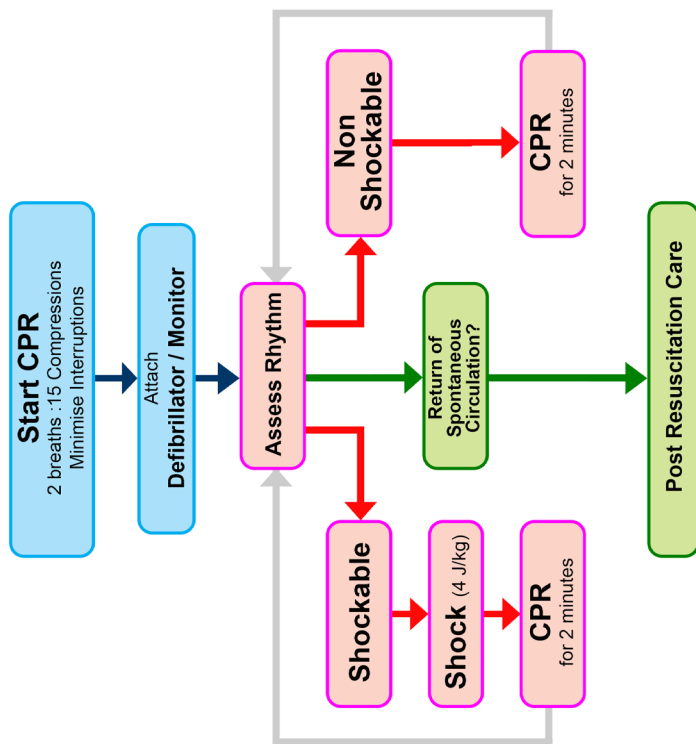 Start CPR
2 breaths :15 Compressions
Minimise Interruptions
Attach
Defibrillator / Monitor
Assess Rhythm
Shockable
Shock (4 J/kg)
CPR
for 2 minutes
Return of
Spontaneous
Circulation?
Non
Shockable
CPR
for 2 minutes
Post Resuscitation Care